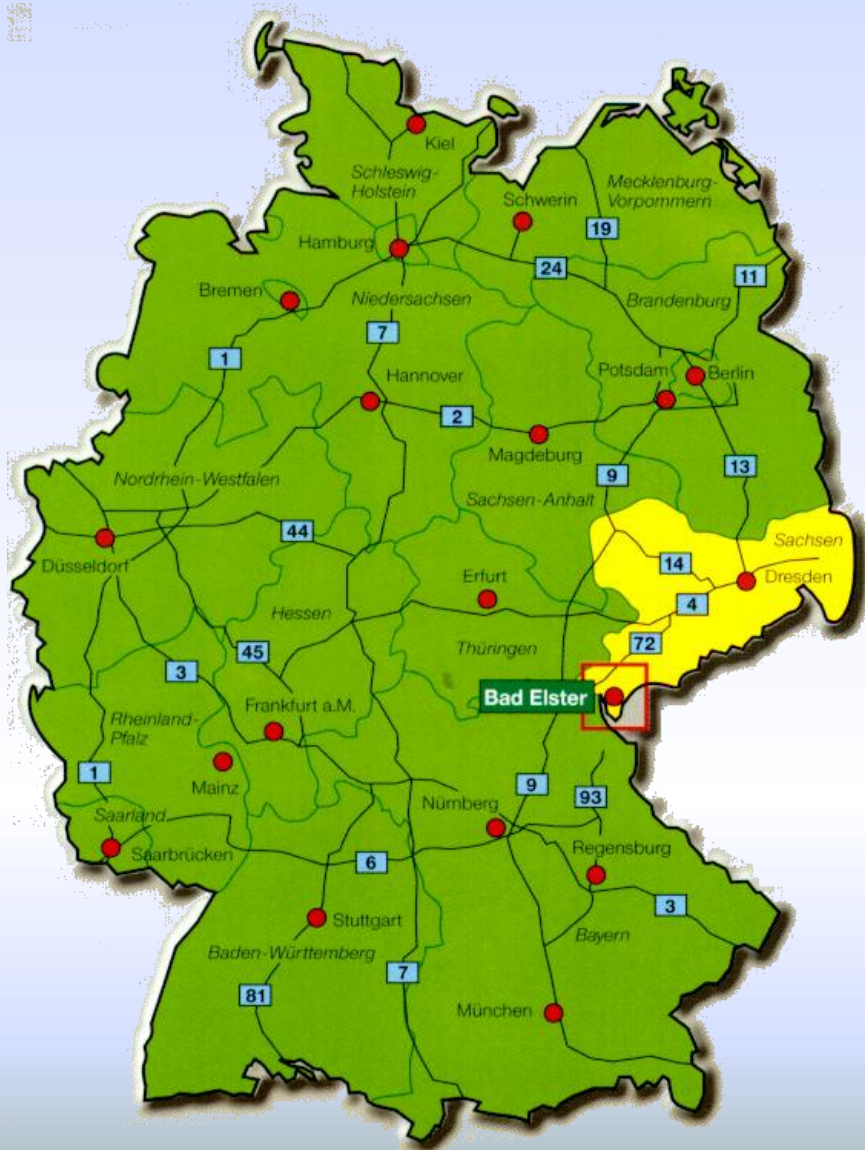 Kiel
Schleswig-
Holstein
Mecklenburg-
Vorpommern
Schwerin
19
Hamburg
24
11
Bremen
Niedersachsen
Brandenburg
7
1
Hannover
Potsdam
Berlin
2
Magdeburg
13
9
Nordrhein-Westfalen
Sachsen-Anhalt
44
Sachsen
Düsseldorf
14
Erfurt
Dresden
4
Hessen
72
45
Thüringen
3
Bad Elster
Frankfurt a.M.
Rheinland-
Pfalz
1
Mainz
9
93
Nürnberg
Saarland
Saarbrücken
Regensburg
6
3
Stuttgart
Bayern
Baden-Württemberg
7
81
München